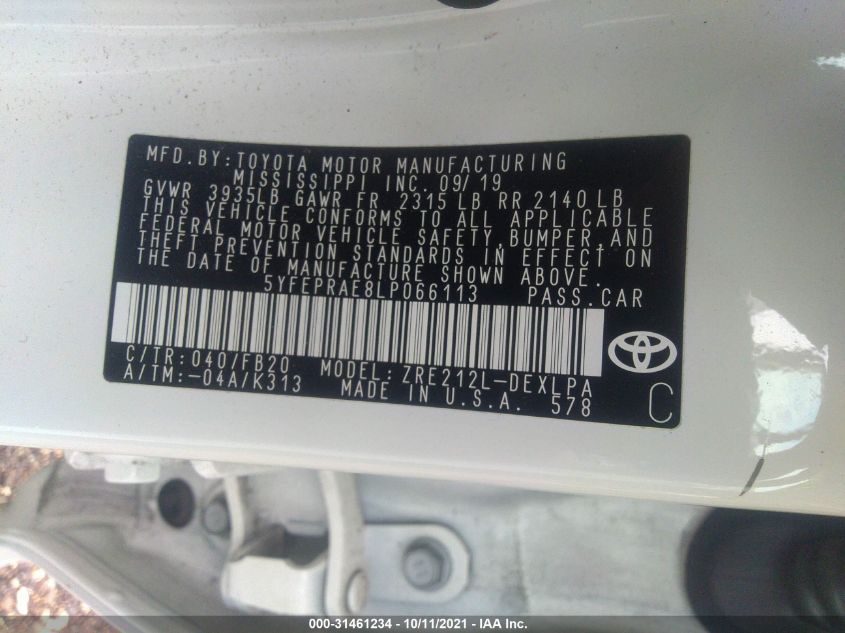 MFD. BY: TOYOTA MOTOR MANUFACTURING
MISSISSIPPI INC. 09/19
GVWR 3935LB GAWR FR 2315 LB RR 2140 LB
THIS VEHICLE CONFORMS TO ALL APPLICABLE
FEDERAL MOTOR VEHICLE SAFETY, BUMPER, AND
THEFT PREVENTION STANDARDS IN EFFECT ON
THE DATE OF MANUFACTURE SHOWN ABOVE.
5YFEPRAE8LP066113 PASS. CAR
C/TR: 040/FB20 MODEL: ZRE212L-DEXLPA
A/TM: -04A/K313 MADE IN U.S.A. 578
C
000-31461234 - 10/11/2021 - IAA Inc.